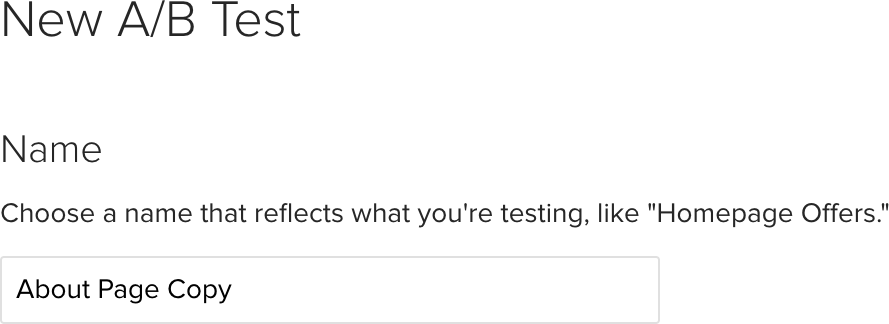 New A/B Test
Name
Choose a name that reflects what you're testing, like "Homepage Offers."
About Page Copy